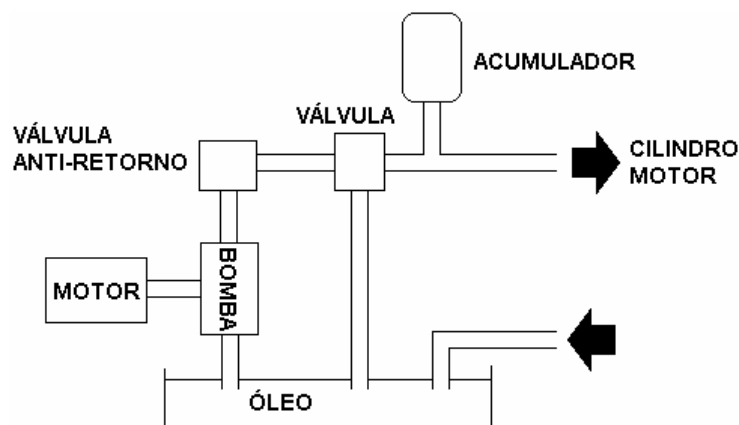 ACUMULADOR
VÁLVULA
VÁLVULA
ANTI-RETORNO
CILINDRO
MOTOR
MOTOR
BOMBA
ÓLEO